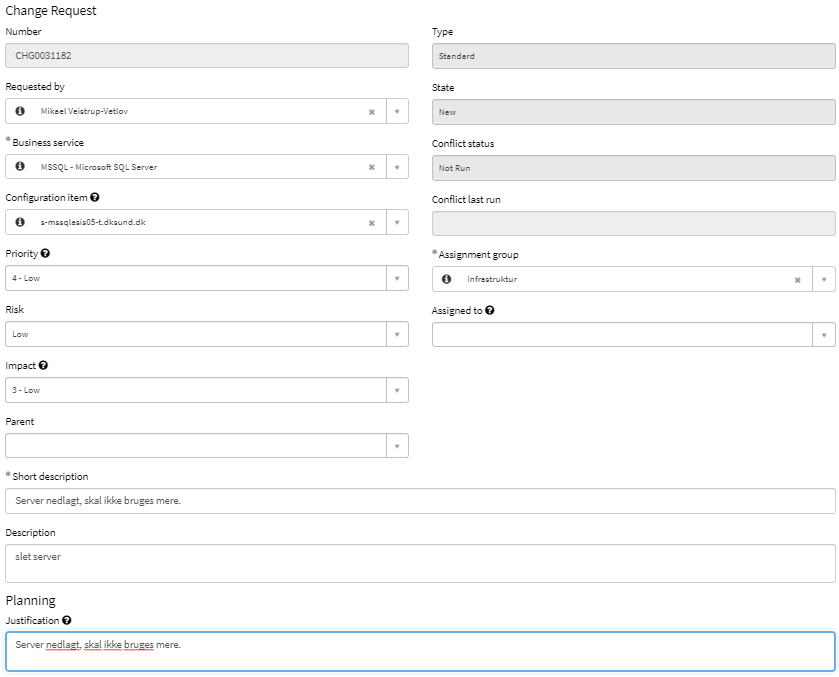 Change Request
Number
CHG0031182
Type
Standard
Requested by
Mikael Veistrup-Vetlov
State
New
* Business service
MSSQL - Microsoft SQL Server
Conflict status
Not Run
Configuration item
s-mssqlasis05-t.dksund.dk
Conflict last run
Priority
4 - Low
* Assignment group
Infrastruktur
Risk
Low
Assigned to
Impact
3 - Low
Parent
* Short description
Server nedlagt, skal ikke bruges mere.
Description
slet server
Planning
Justification
Server nedlagt, skal ikke bruges mere.